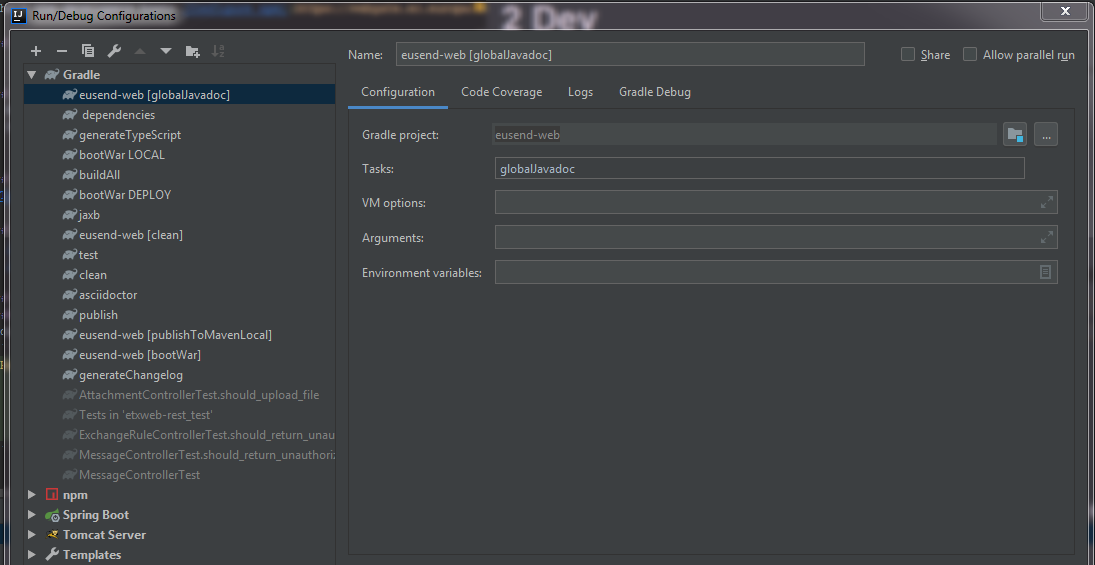 Run/Debug Configurations
2 Dev
Name:
eusend-web [globalJavadoc]
Share
Allow parallel run
Gradle
eusend-web [globalJavadoc]
dependencies
generateTypeScript
bootWar LOCAL
buildAll
bootWar DEPLOY
jaxb
eusend-web [clean]
test
clean
asciidoctor
publish
eusend-web [publishToMavenLocal]
eusend-web [bootWar]
generateChangelog
AttachmentControllerTest.should_upload_file
Tests in 'etxweb-rest_test'
ExchangeRuleControllerTest.should_return_unau
MessageControllerTest.should_return_unauthoriz
MessageControllerTest
npm
Spring Boot
Tomcat Server
Templates
Configuration
Code Coverage
Logs
Gradle Debug
Gradle project:
eusend-web
...
Tasks:
globalJavadoc
VM options:
Arguments:
Environment variables: